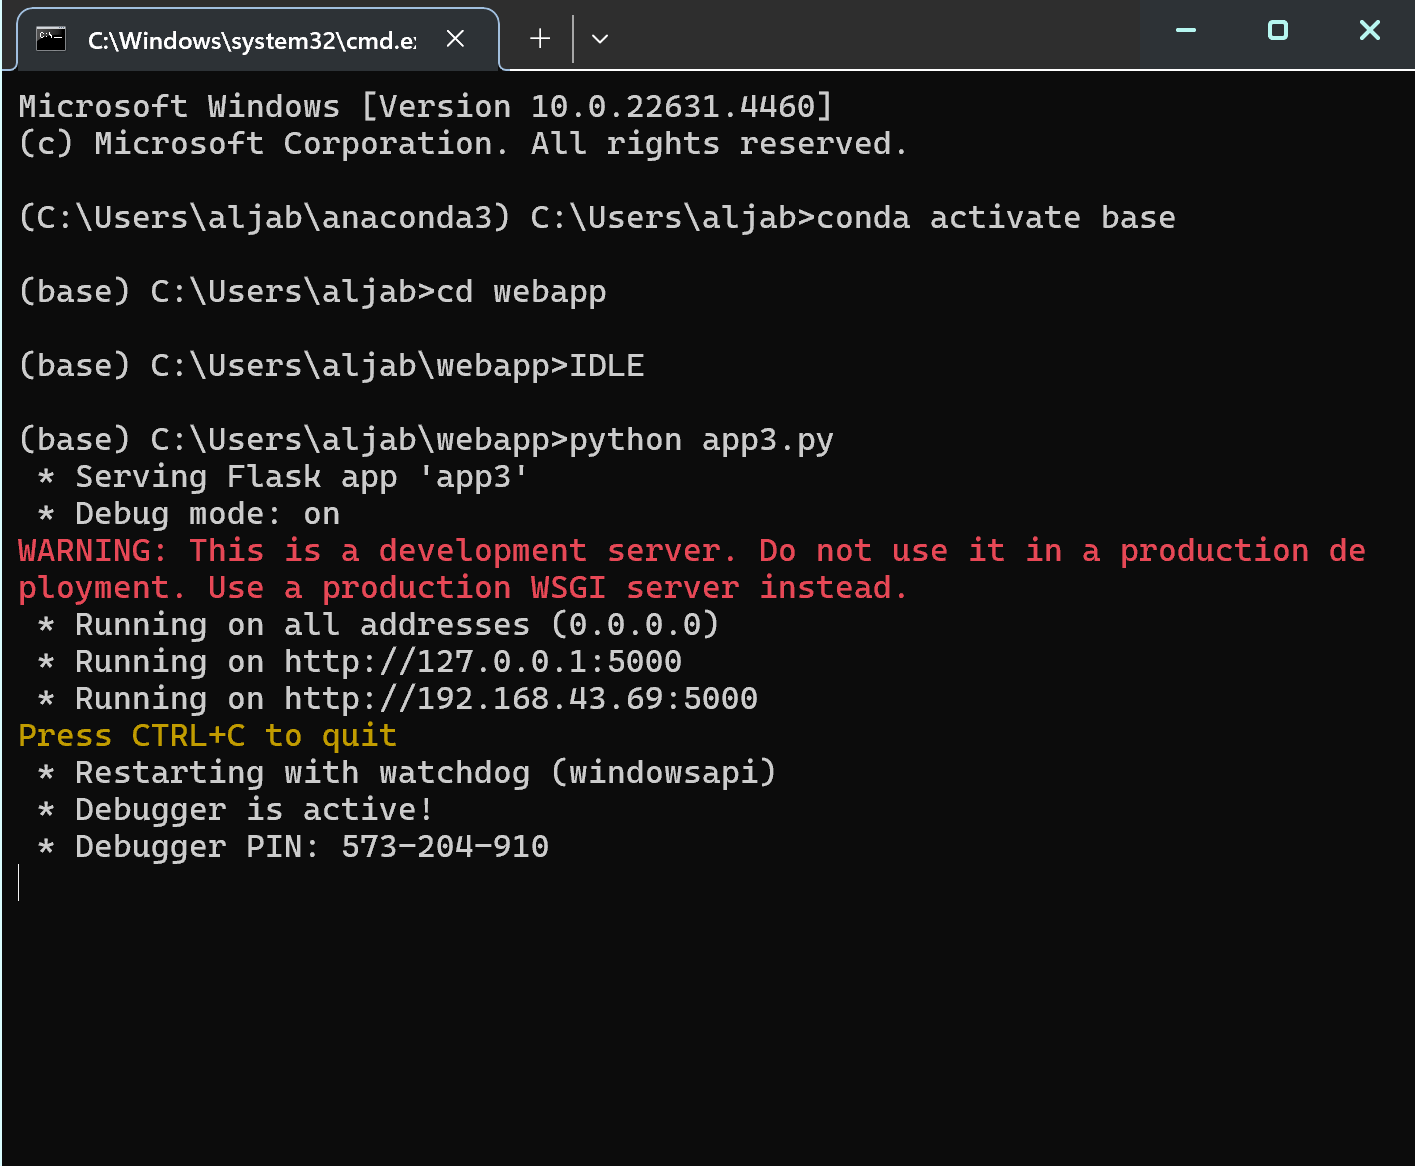 C:\Windows\system32\cmd.e
Microsoft Windows [Version 10.0.22631.4460]
(c) Microsoft Corporation. All rights reserved.
(C:\Users\aljab\anaconda3) C:\Users\aljab>conda activate base
(base) C:\Users\aljab>cd webapp
(base) C:\Users\aljab\webapp>IDLE
(base) C:\Users\aljab\webapp>python app3.py
* Serving Flask app 'app3'
* Debug mode: on
WARNING: This is a development server. Do not use it in a production de
ployment. Use a production WSGI server instead.
* Running on all addresses (0.0.0.0)
* Running on http://127.0.0.1:5000
* Running on http://192.168.43.69:5000
Press CTRL+C to quit
* Restarting with watchdog (windowsapi)
* Debugger is active!
* Debugger PIN: 573-204-910